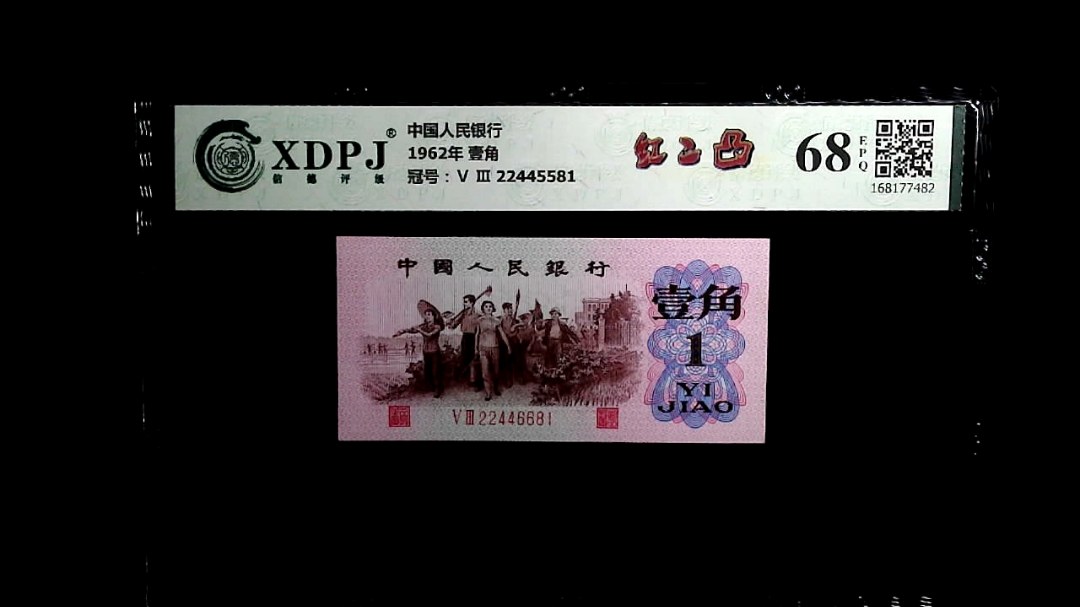 XDPJ®
信德评级
中国人民银行
1962年 壹角
冠号：V III 22445581
红二凸
68
EPQ
168177482
中國人民銀行
壹角
1
YI
JIAO
V III 22446681